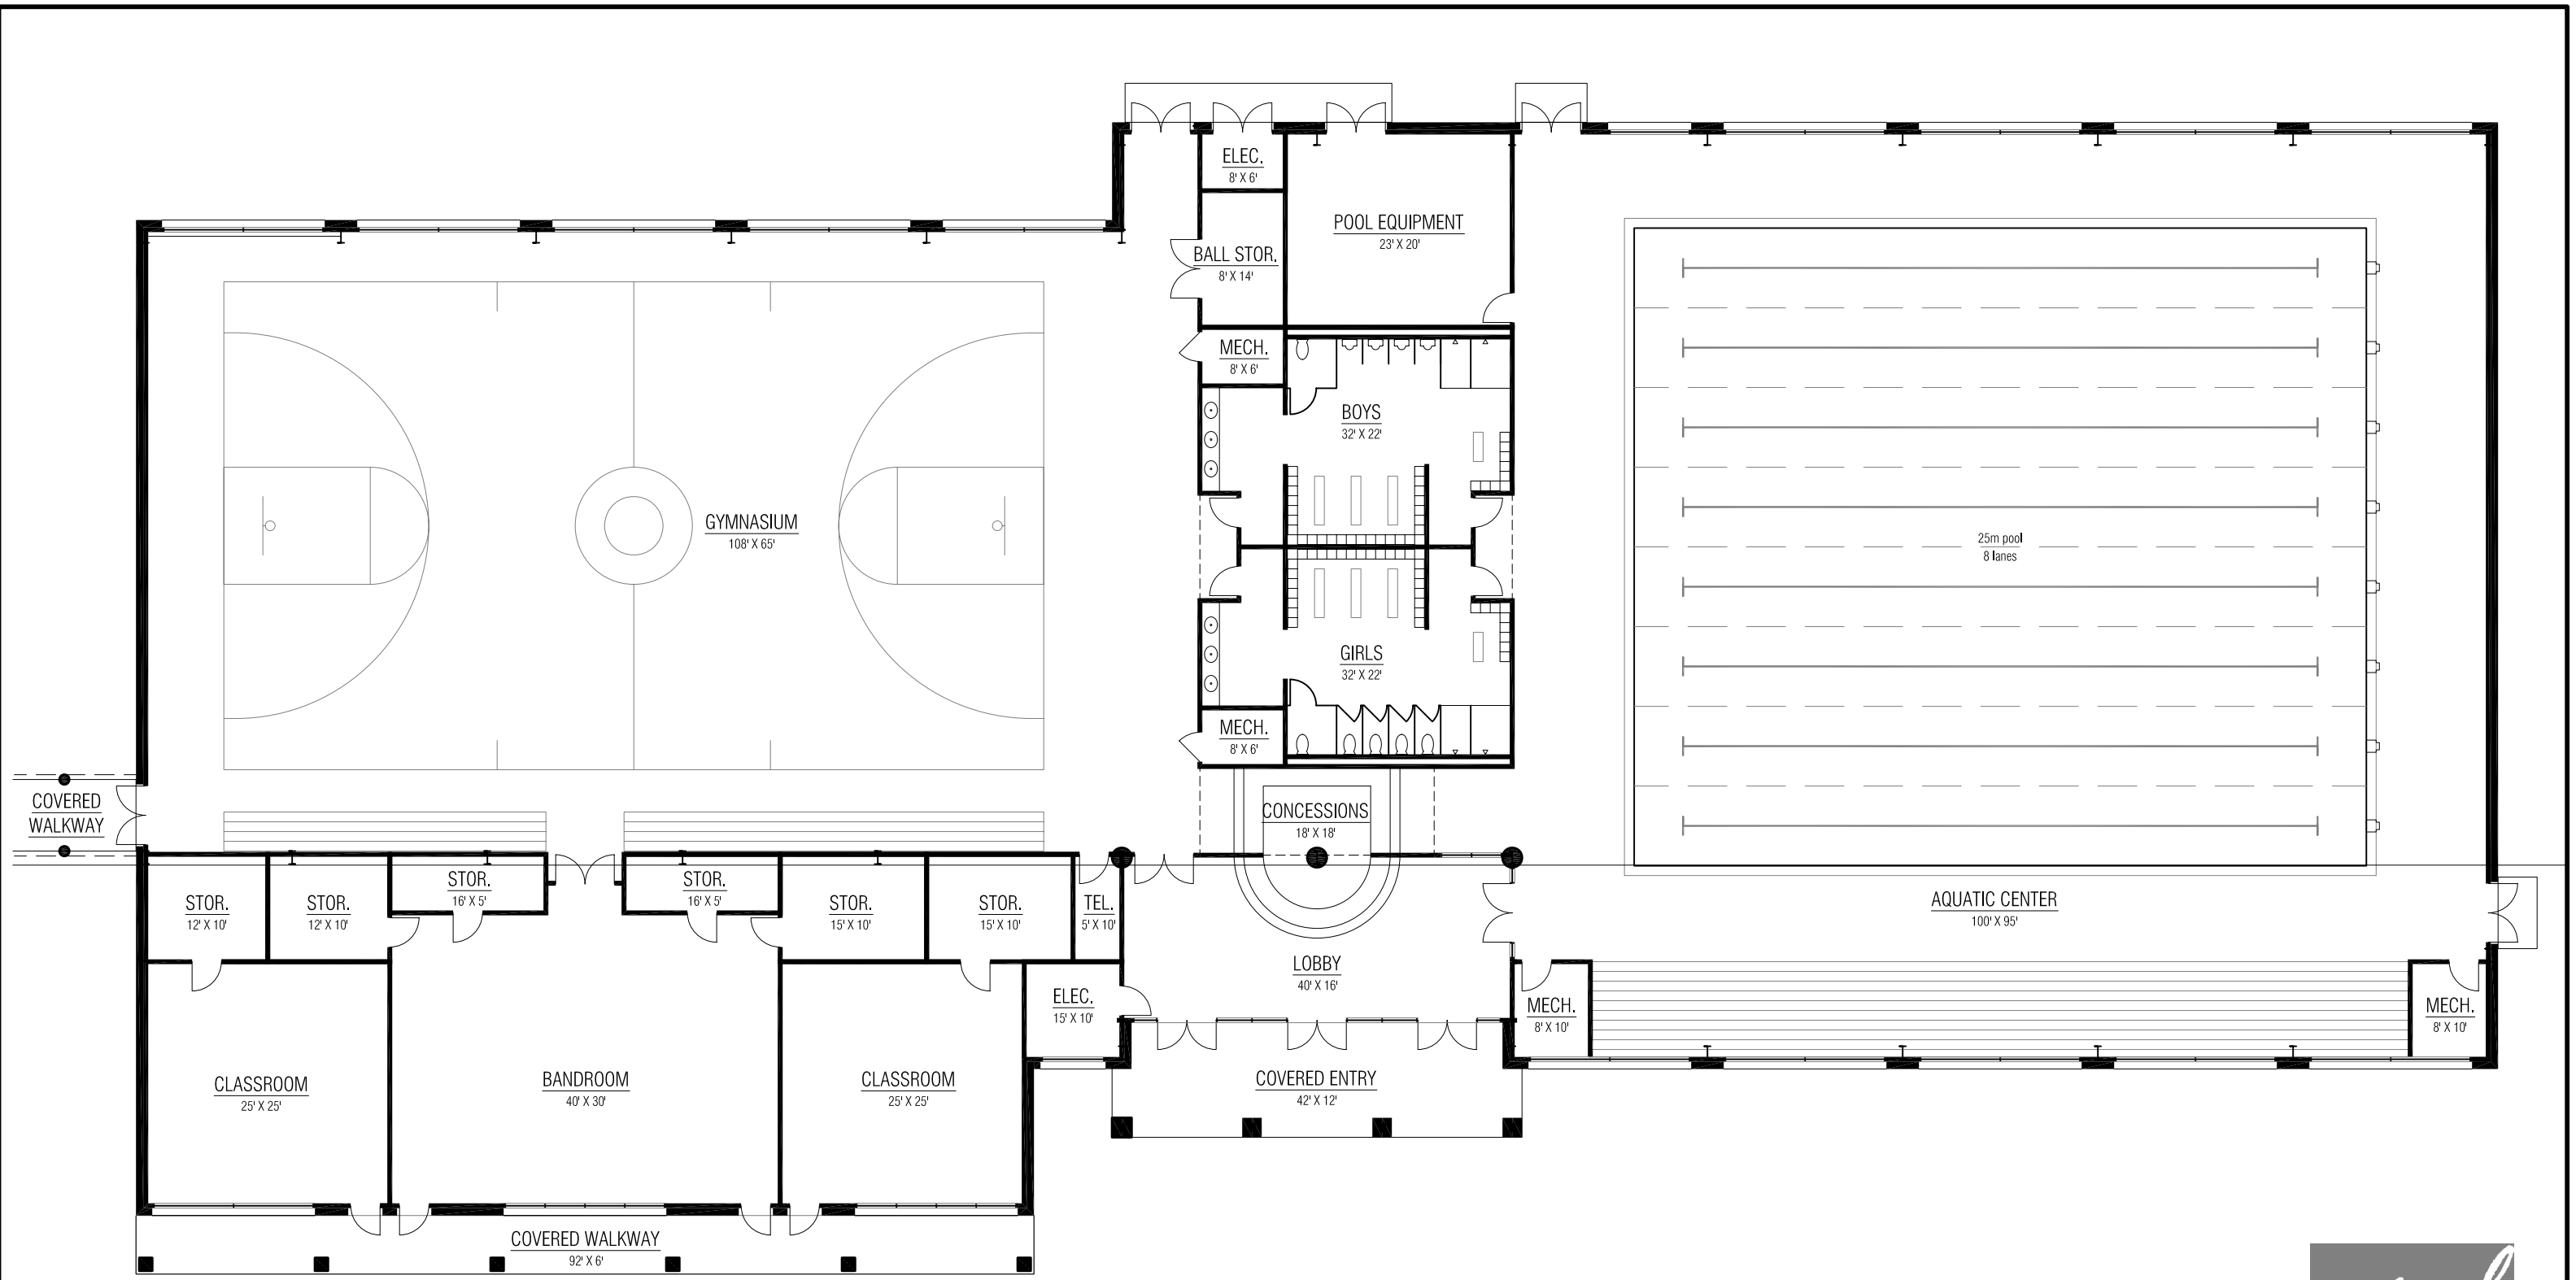 ELEC.
8' X 6'
POOL EQUIPMENT
23' X 20'
BALL STOR.
8' X 14'
MECH.
8' X 6'
BOYS
32' X 22'
GYMNASIUM
108' X 65'
25m pool
8 lanes
GIRLS
32' X 22'
MECH.
8' X 6'
COVERED
WALKWAY
CONCESSIONS
18' X 18'
STOR.
12' X 10'
STOR.
12' X 10'
STOR.
16' X 5'
STOR.
16' X 5'
STOR.
15' X 10'
STOR.
15' X 10'
TEL.
5' X 10'
AQUATIC CENTER
100' X 95'
LOBBY
40' X 16'
ELEC.
15' X 10'
MECH.
8' X 10'
MECH.
8' X 10'
CLASSROOM
25' X 25'
BANDROOM
40' X 30'
CLASSROOM
25' X 25'
COVERED ENTRY
42' X 12'
COVERED WALKWAY
92' X 6'